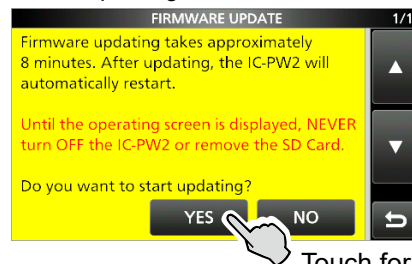 FIRMWARE UPDATE 1/1
Firmware updating takes approximately
8 minutes. After updating, the IC-PW2 will
automatically restart.
Until the operating screen is displayed, NEVER
turn OFF the IC-PW2 or remove the SD Card.
Do you want to start updating?
YES NO
Touch for